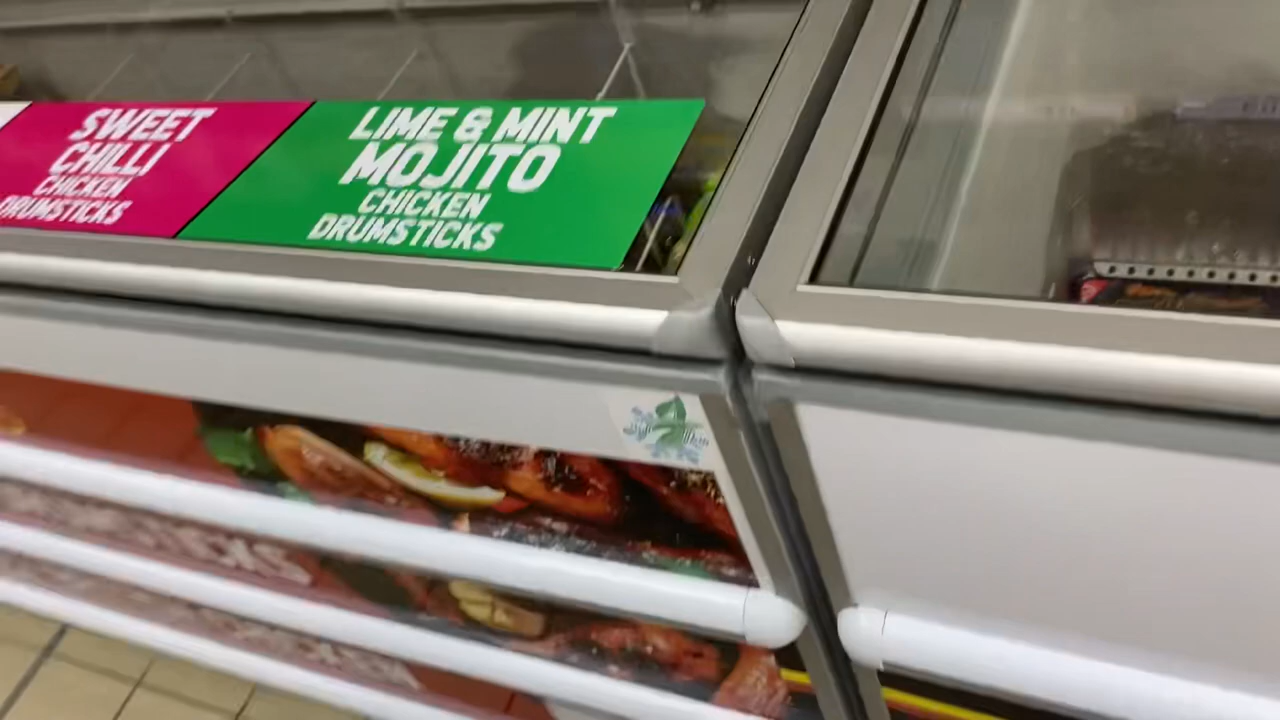 SWEET
CHILLI
CHICKEN
DRUMSTICKS
LIME & MINT
MOJITO
CHICKEN
DRUMSTICKS